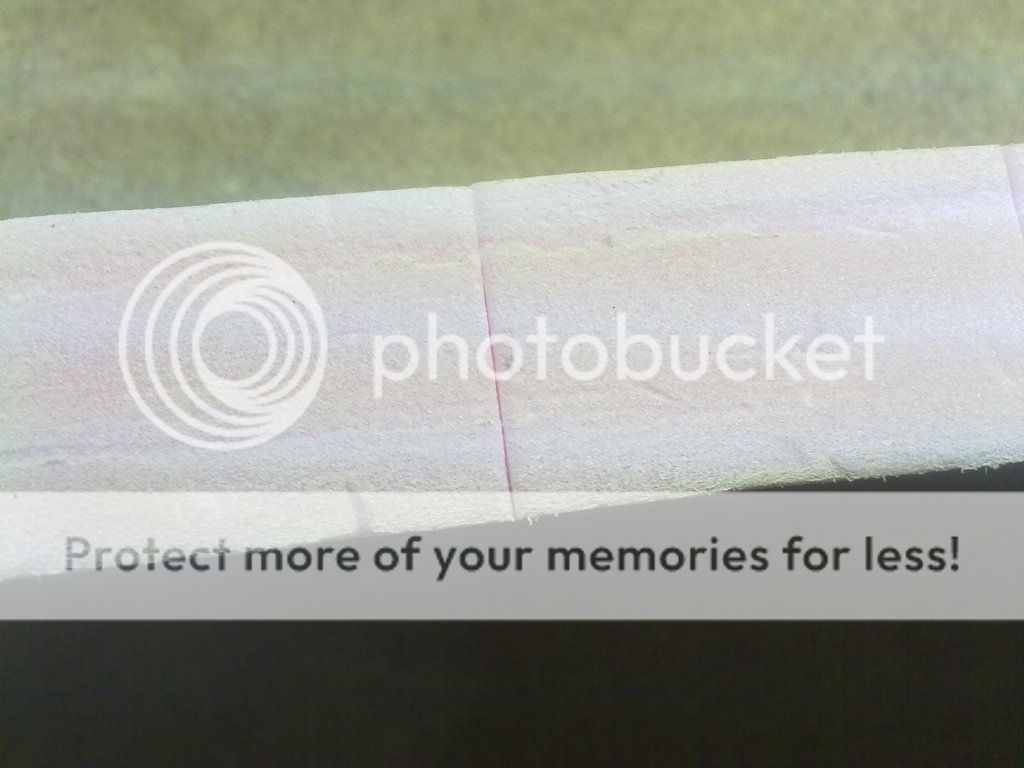 photobucket
Protect more of your memories for less!